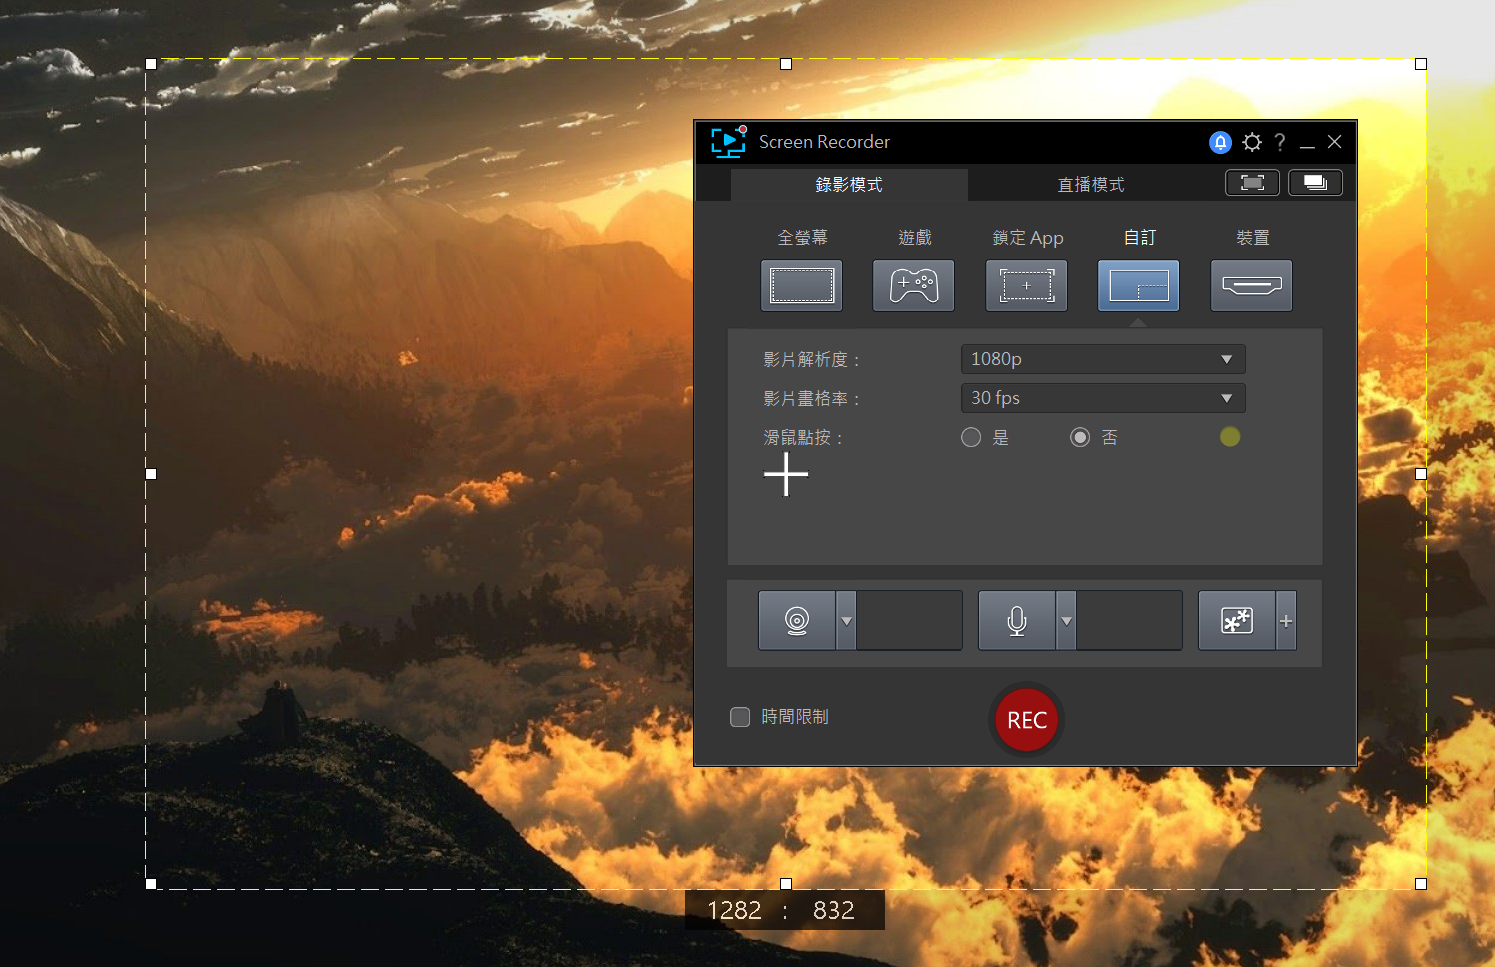 Screen Recorder
?
錄影模式 直播模式
全螢幕 遊戲 鎖定 App 自訂 裝置
影片解析度： 1080p
影片畫格率： 30 fps
滑鼠點按： 是 否
時間限制 REC
1282 : 832